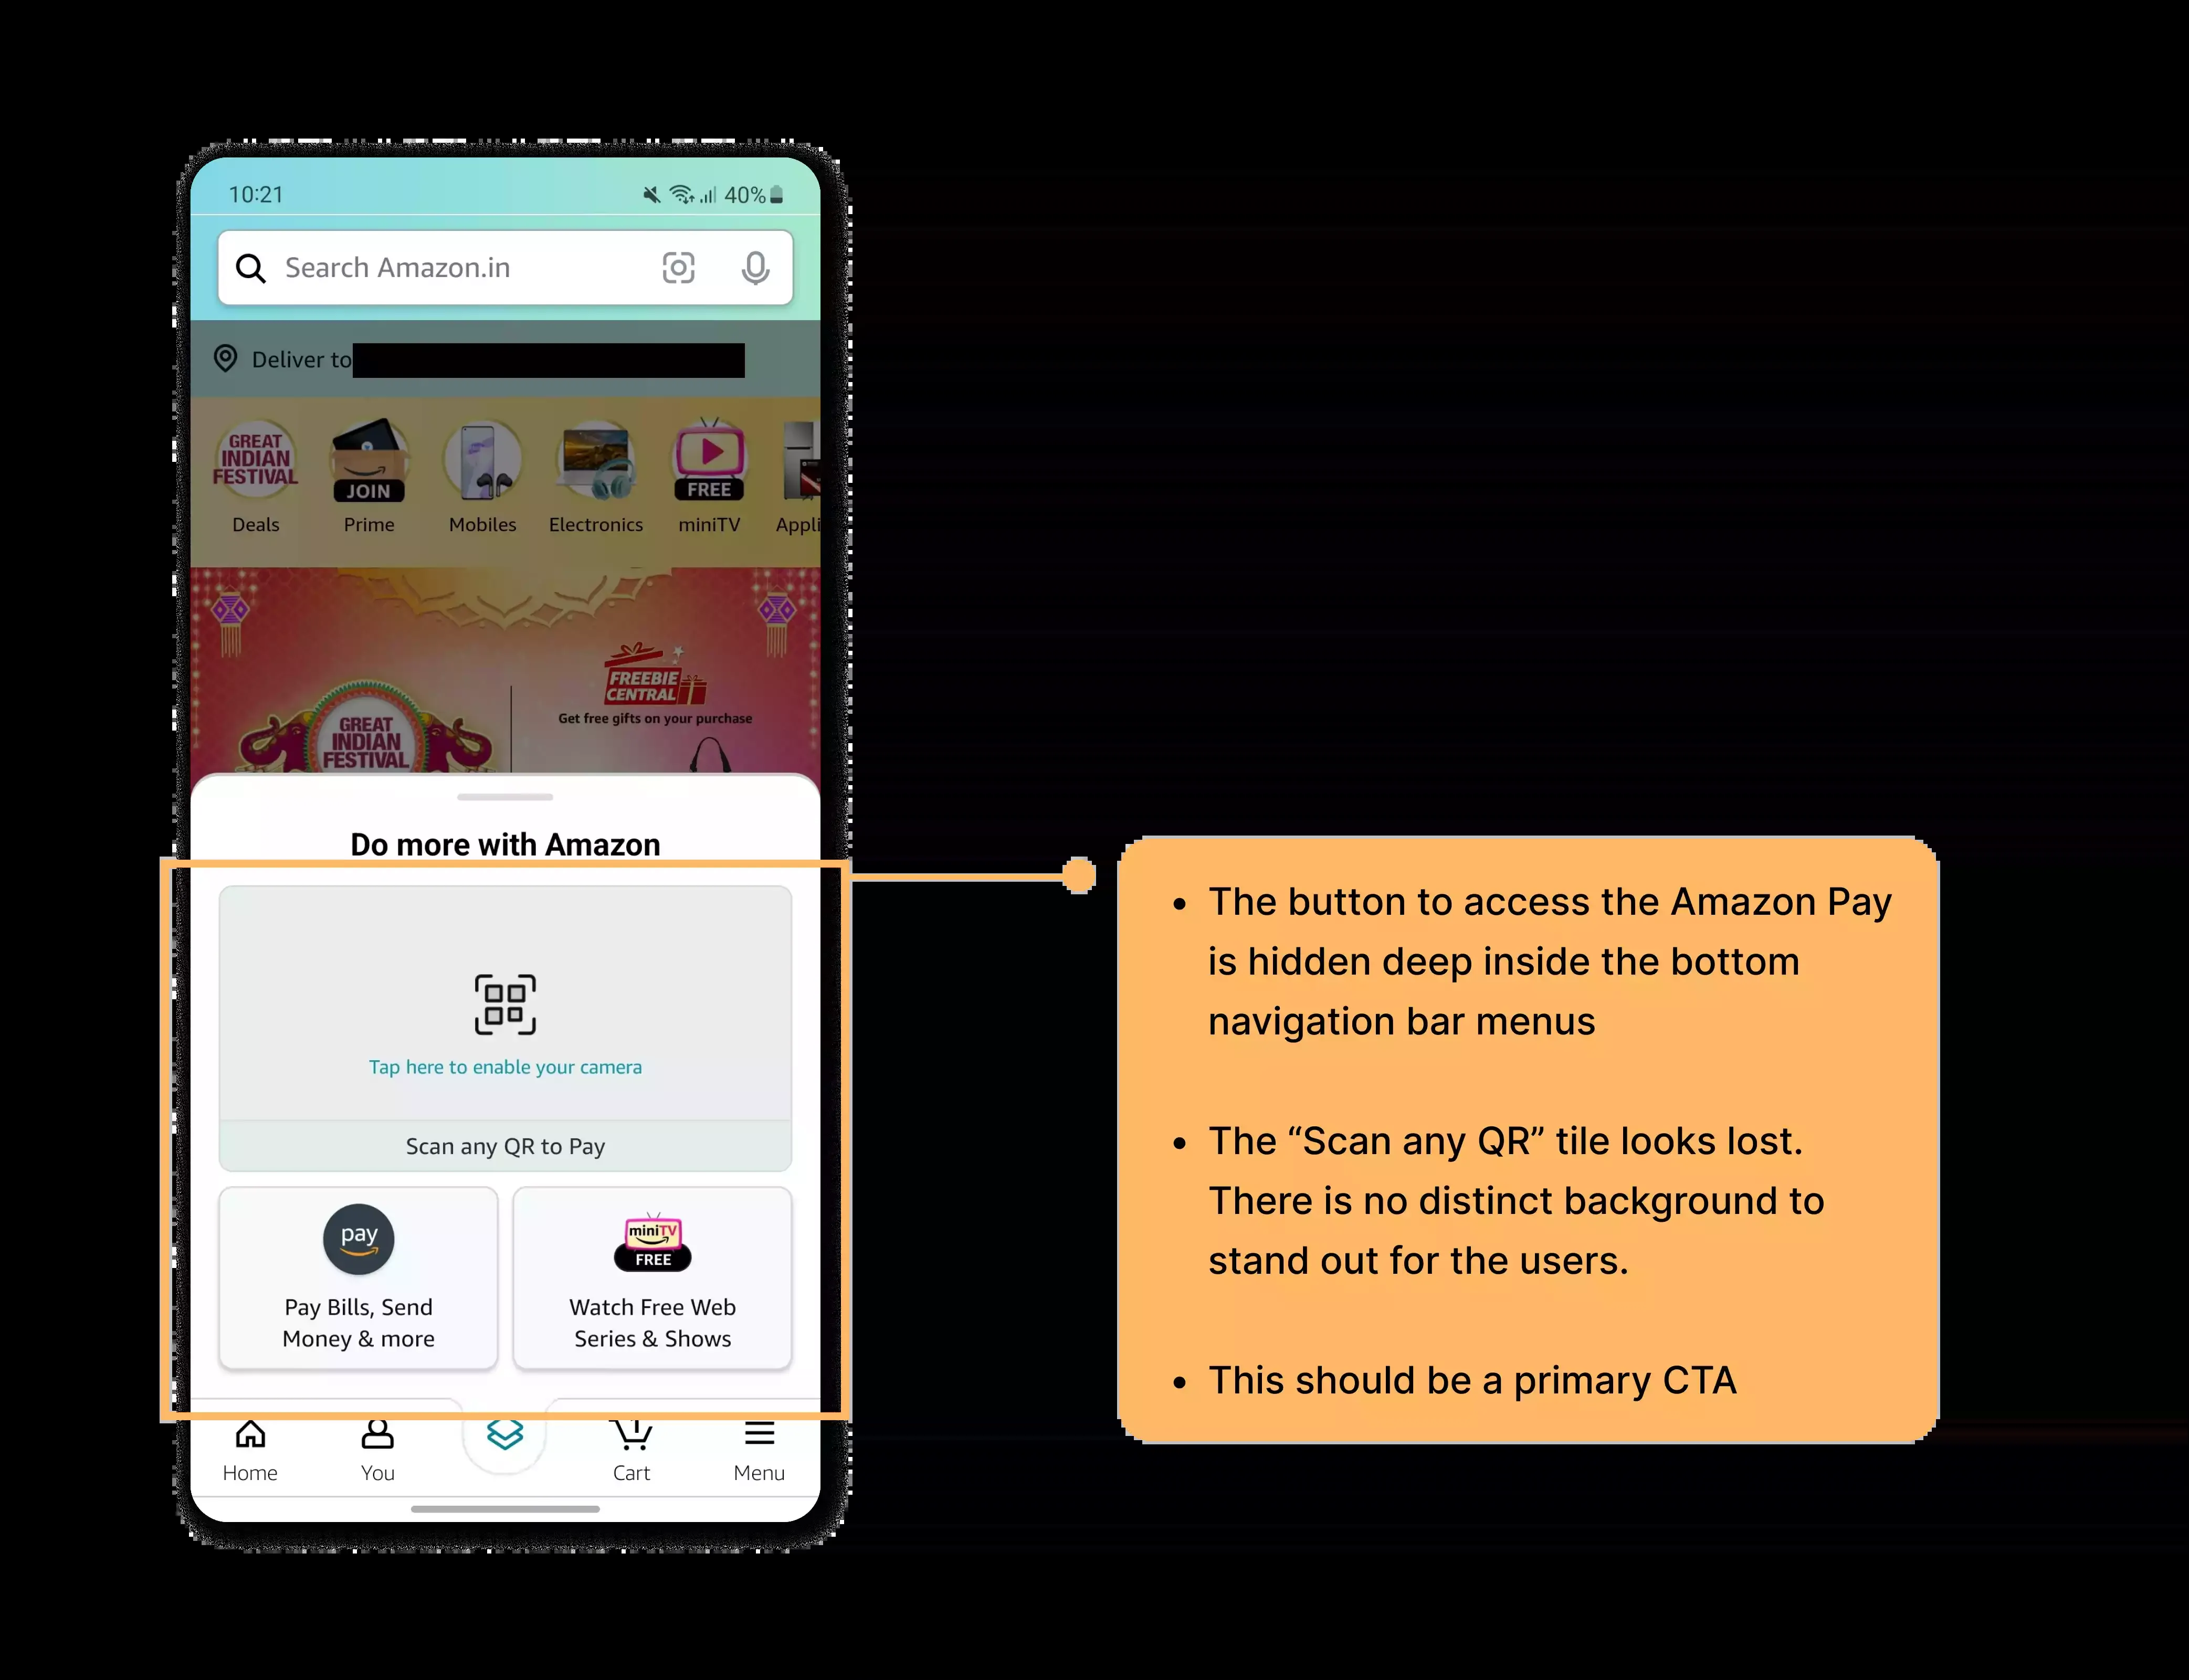 10:21
40%
Search Amazon.in
Deliver to
GREAT
INDIAN
FESTIVAL
JOIN
FREE
Deals
Prime
Mobiles
Electronics
miniTV
Appli
FREEBIE
CENTRAL
Get free gifts on your purchase
GREAT
INDIAN
FESTIVAL
Do more with Amazon
Tap here to enable your camera
Scan any QR to Pay
pay
Pay Bills, Send
Money & more
miniTV
FREE
Watch Free Web
Series & Shows
Home
You
Cart
Menu
• The button to access the Amazon Pay
is hidden deep inside the bottom
navigation bar menus
• The “Scan any QR” tile looks lost.
There is no distinct background to
stand out for the users.
• This should be a primary CTA